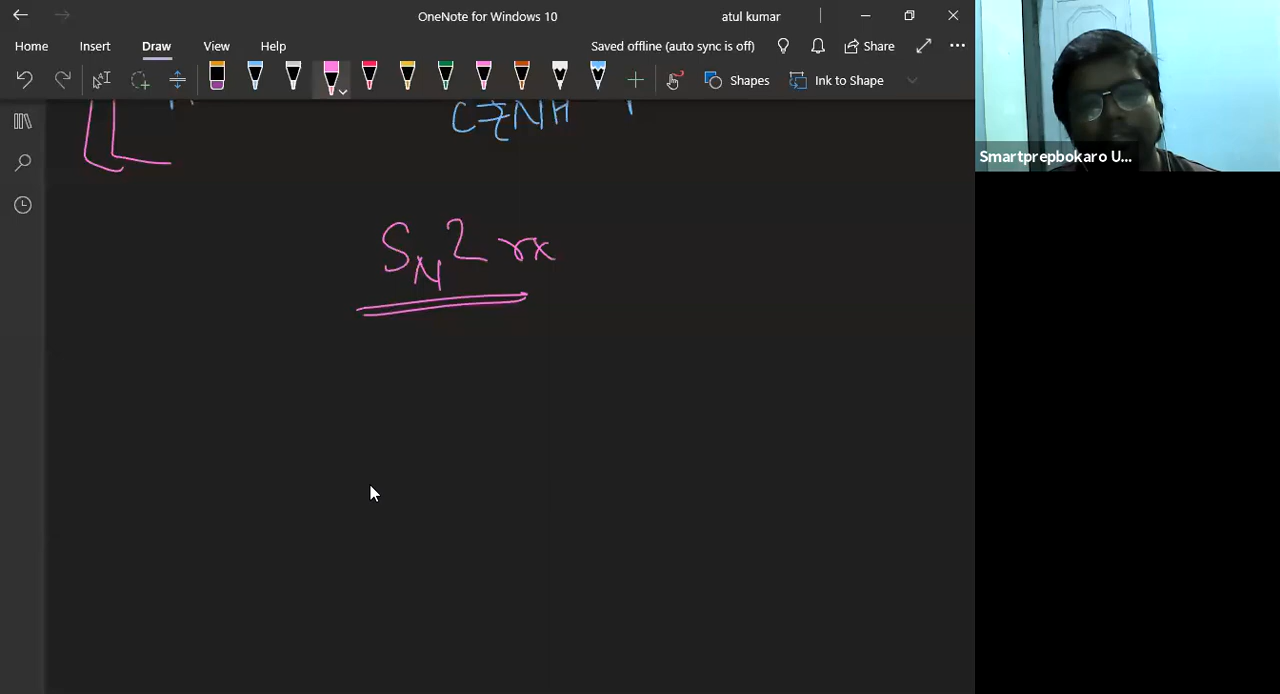 OneNote for Windows 10
atul kumar
Home Insert Draw View Help
Saved offline (auto sync is off)
Share
Shapes
Ink to Shape
Smartprepbokaro U...
SN2 rx